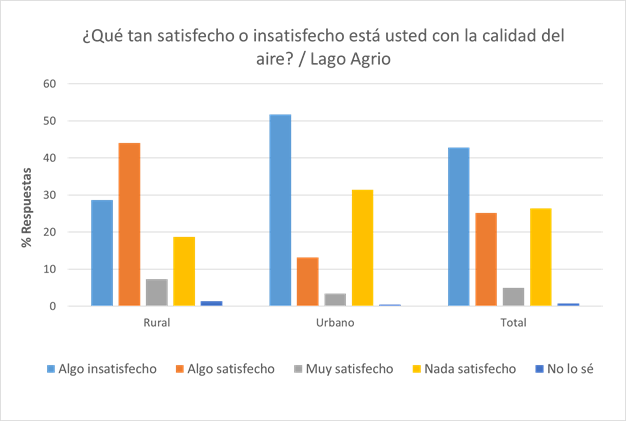 ¿Qué tan satisfecho o insatisfecho está usted con la calidad del
aire? / Lago Agrio
% Respuestas
60
50
40
30
20
10
0
Rural Urbano Total
Algo insatisfecho Algo satisfecho Muy satisfecho Nada satisfecho No lo sé